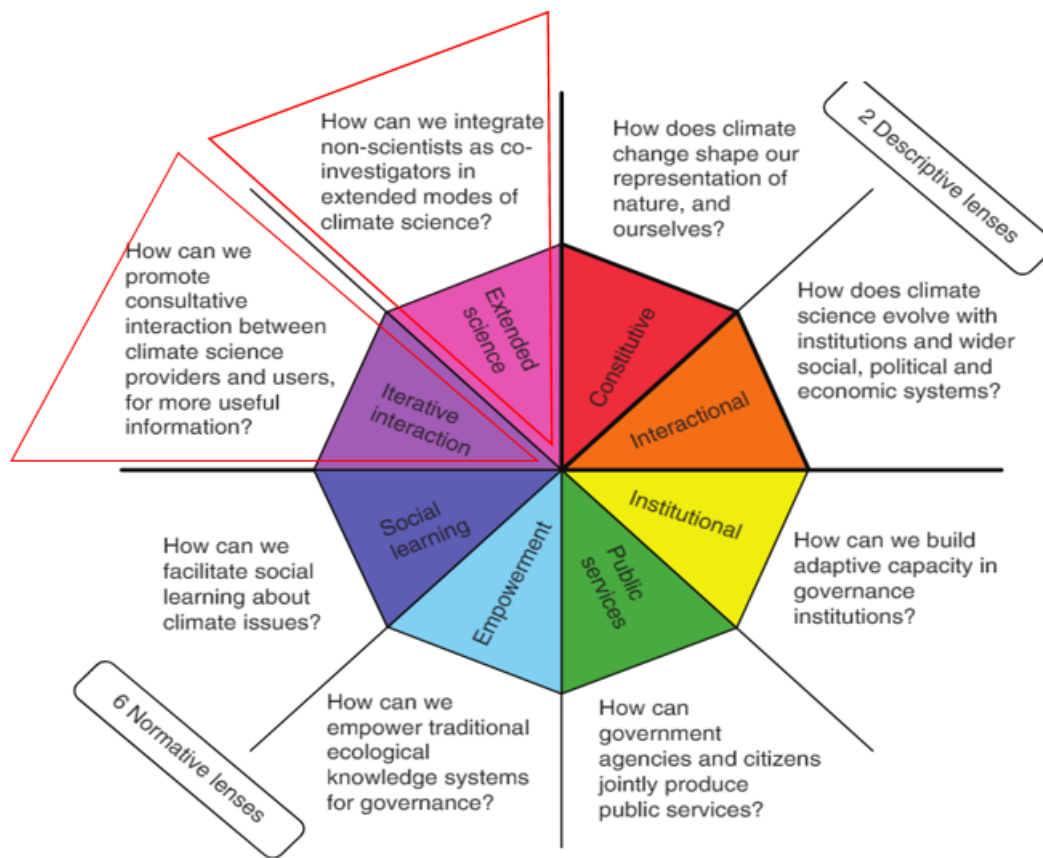 How can we integrate
non-scientists as co-
investigators in
extended modes of
climate science?
How does climate
change shape our
representation of
nature, and
ourselves?
2 Descriptive lenses
How can we
promote
consultative
interaction between
climate science
providers and users,
for more useful
information?
Extended
science
Constitutive
How does climate
science evolve with
institutions and wider
social, political and
economic systems?
Iterative
interaction
Interactional
Social
learning
Empowerment
Public
services
Institutional
How can we
facilitate social
learning about
climate issues?
How can we build
adaptive capacity in
governance
institutions?
6 Normative lenses
How can we
empower traditional
ecological
knowledge systems
for governance?
How can
government
agencies and citizens
jointly produce
public services?